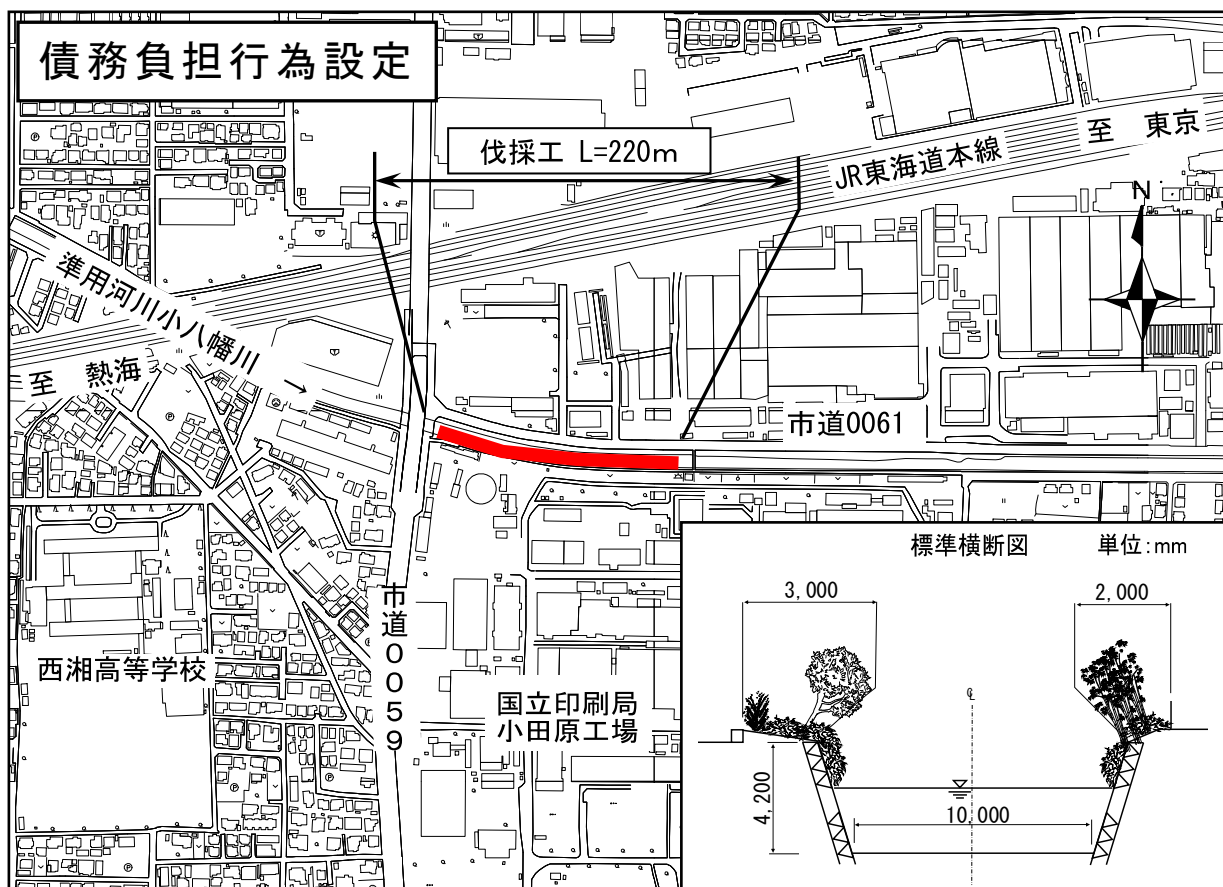 債務負担行為設定
伐採工 L=220m
JR東海道本線
至 東京
N
準用河川小八幡川
→
至 熱海
市道0061
市道0059
西湘高等学校
国立印刷局
小田原工場
標準横断図 単位:mm
3,000
2,000
4,200
10,000